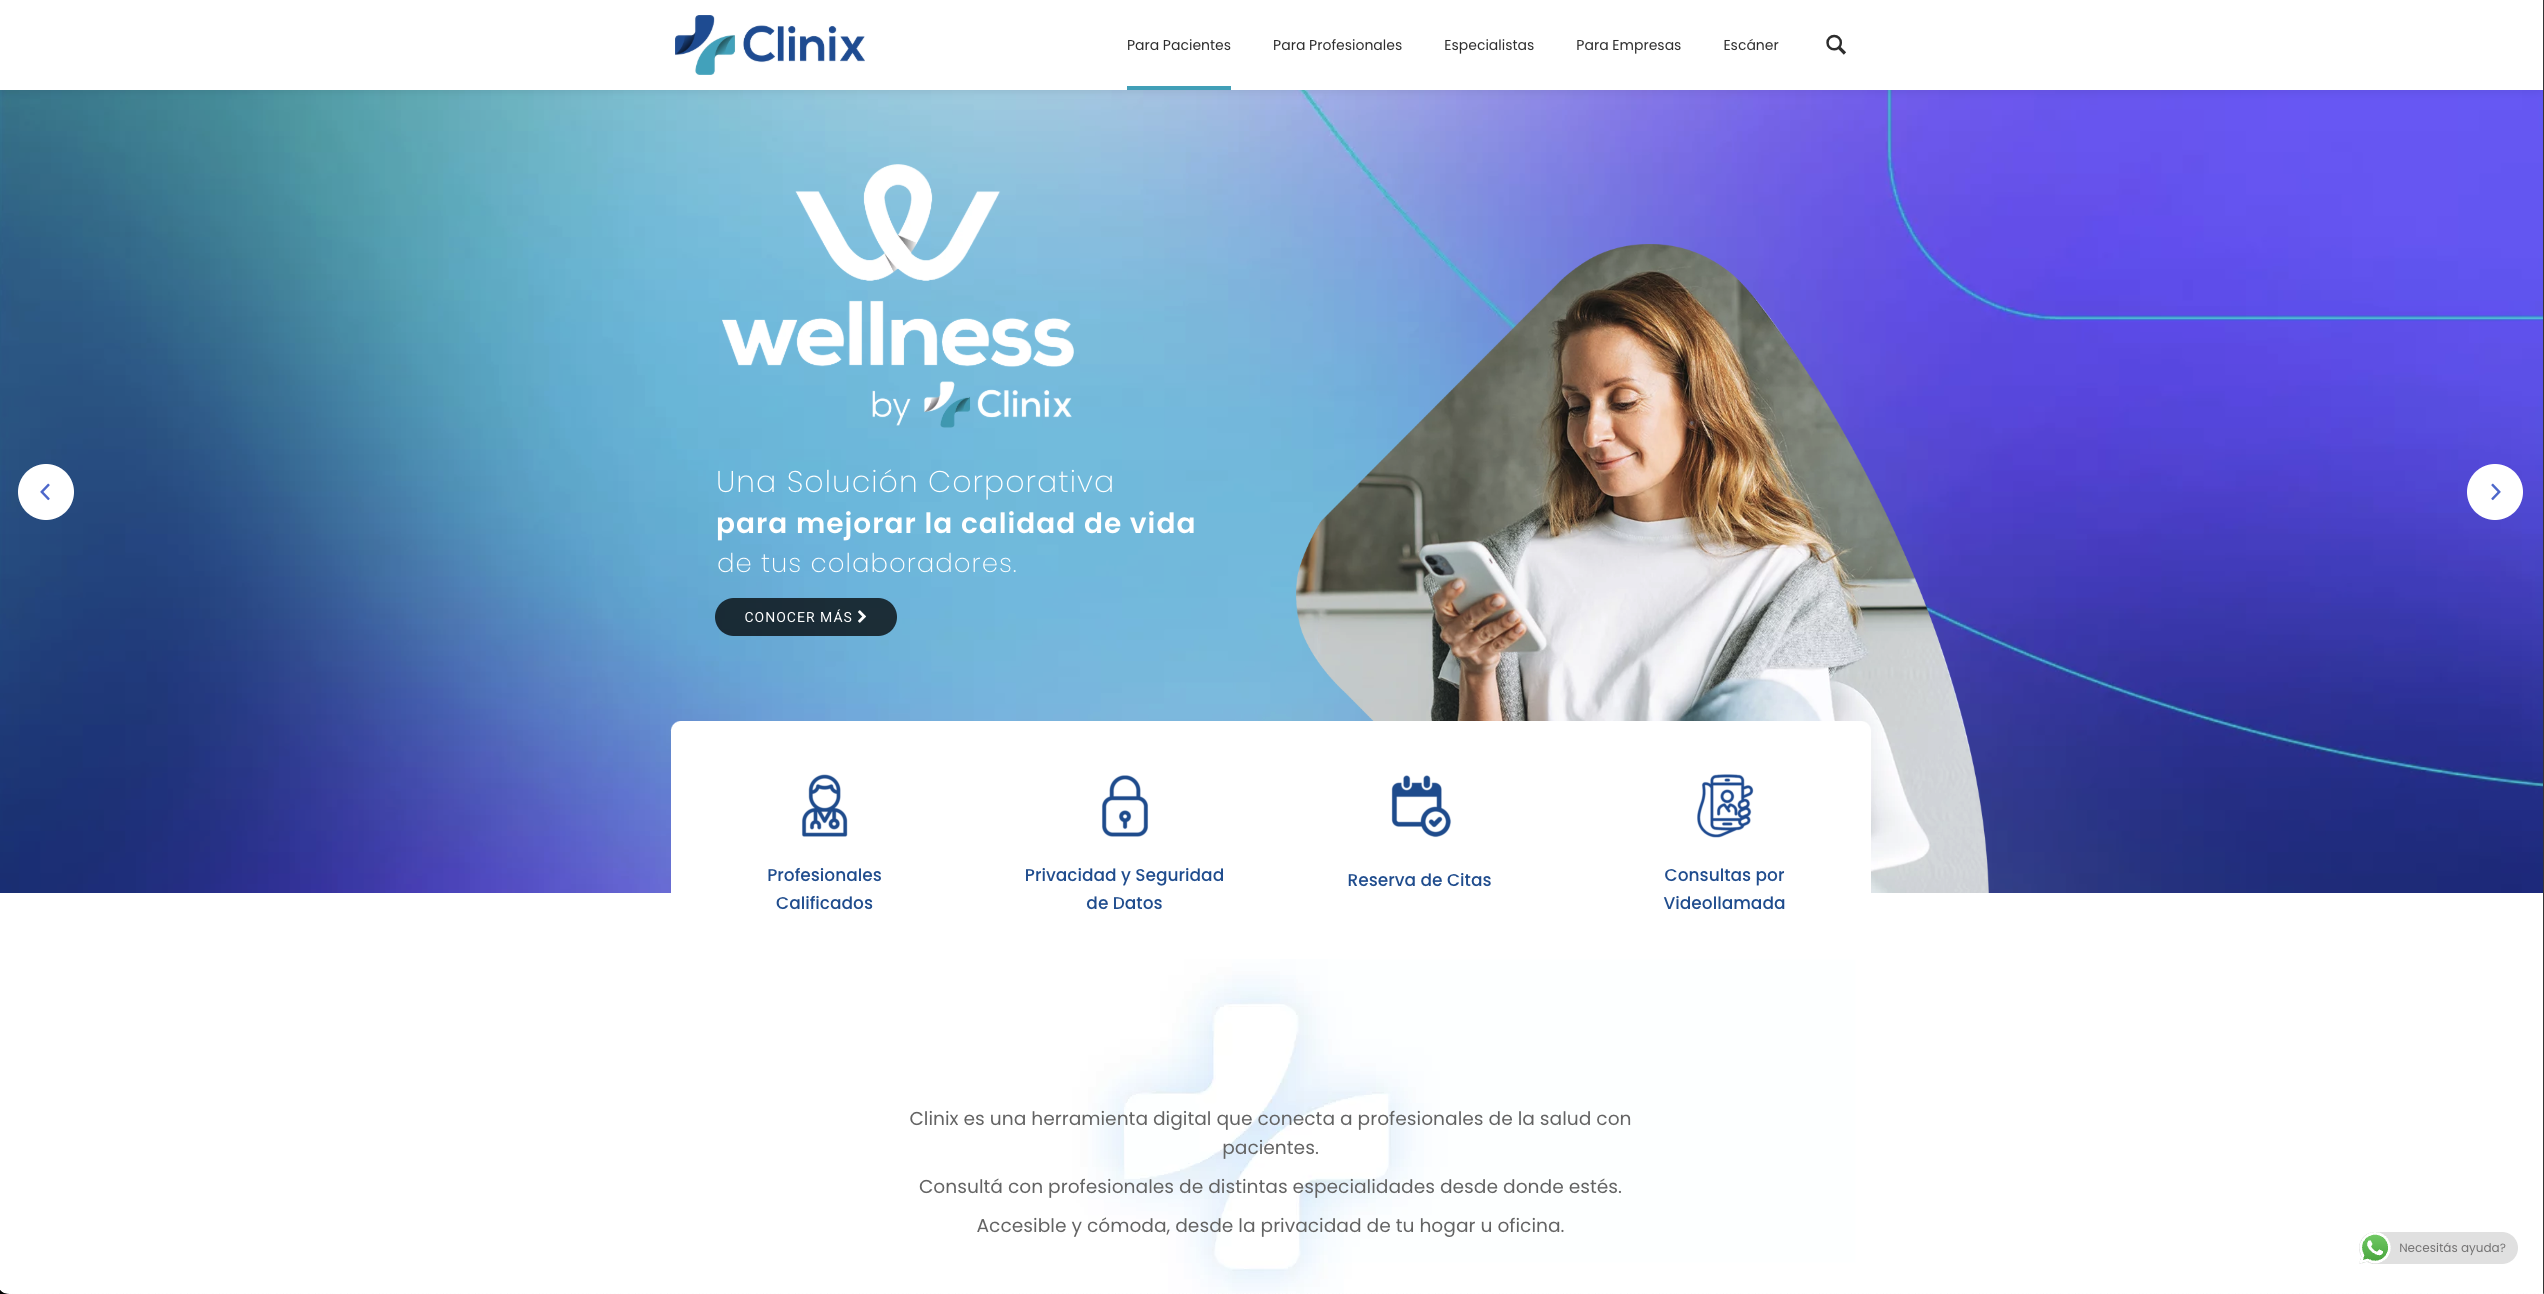 Clinix
Para Pacientes
Para Profesionales
Especialistas
Para Empresas
Escáner
wellness
by Clinix
Una Solución Corporativa
para mejorar la calidad de vida
de tus colaboradores.
CONOCER MÁS
Profesionales
Calificados
Privacidad y Seguridad
de Datos
Reserva de Citas
Consultas por
Videollamada
Clinix es una herramienta digital que conecta a profesionales de la salud con
pacientes.
Consultá con profesionales de distintas especialidades desde donde estés.
Accesible y cómoda, desde la privacidad de tu hogar u oficina.
Necesitás ayuda?